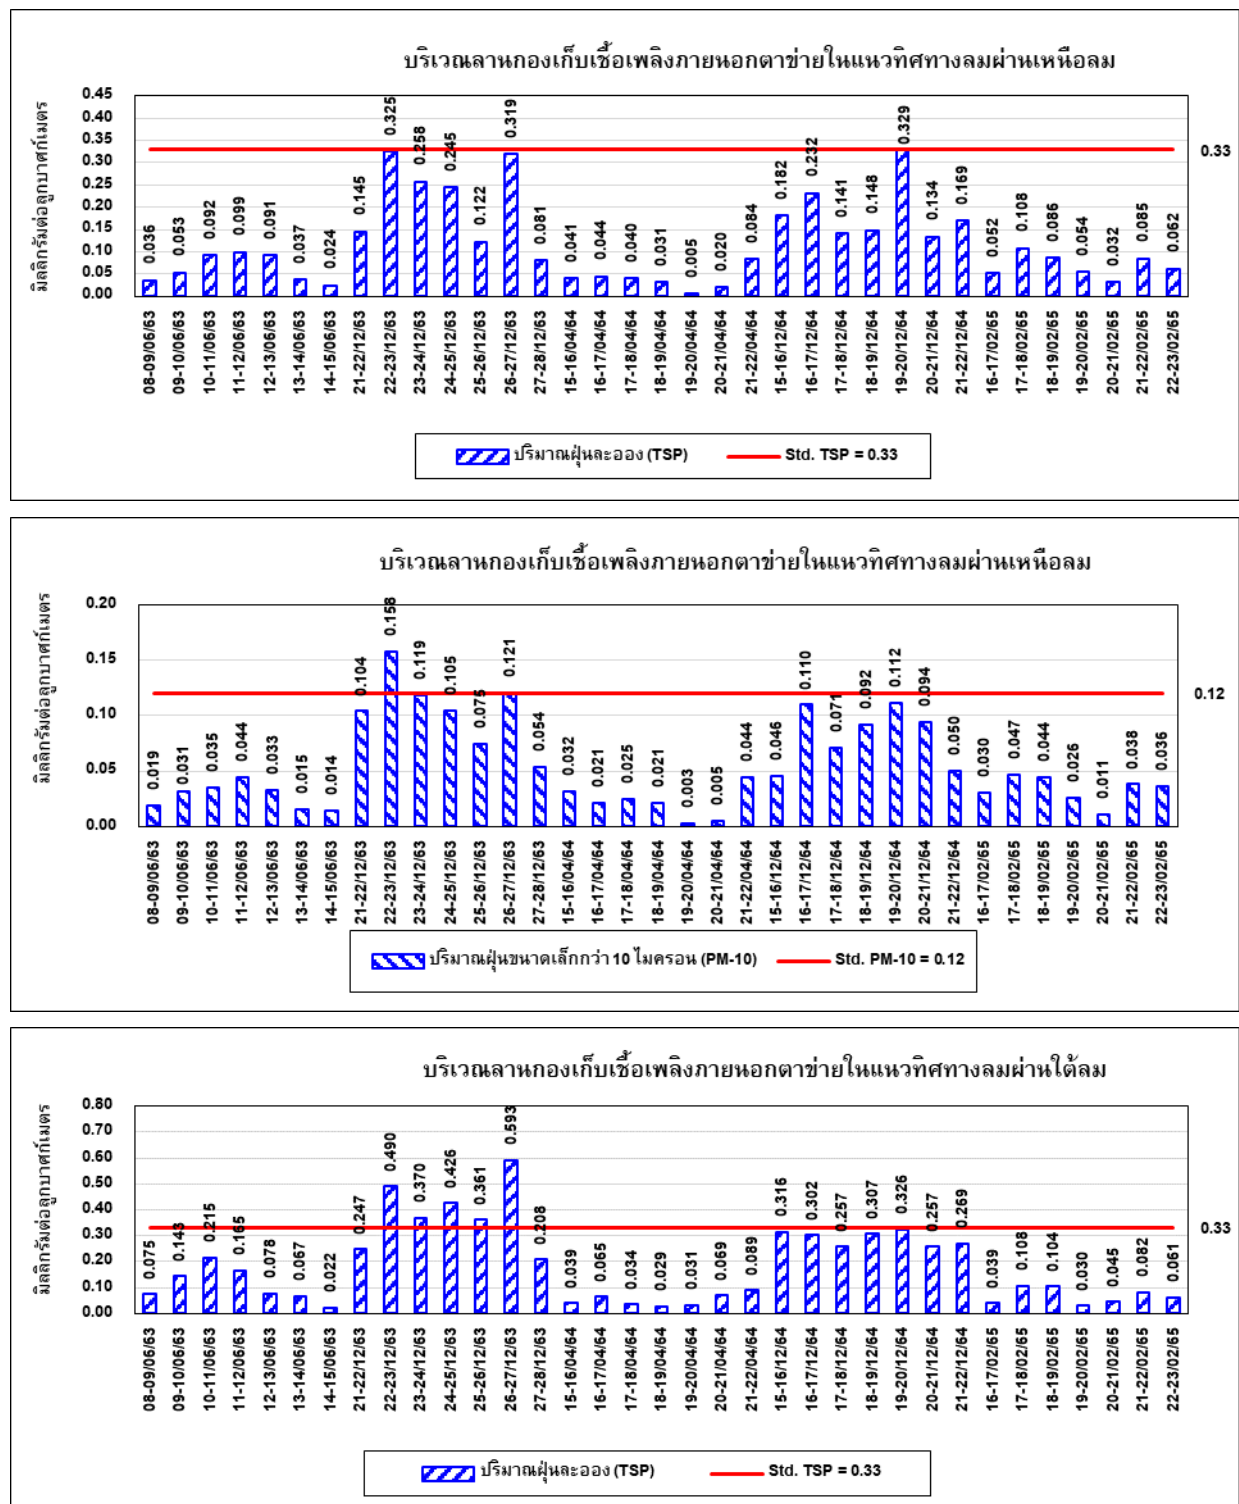 บริเวณลานกองเก็บเชื้อเพลิงภายนอกตาข่ายในแนวทิศทางลมผ่านเหนือลม
มิลลิกรัมต่อลูกบาศก์เมตร
0.45
0.40
0.35
0.30
0.25
0.20
0.15
0.10
0.05
0.00
0.036 0.053 0.092 0.099 0.091 0.037 0.024 0.145 0.325 0.258 0.245 0.122 0.319 0.081 0.041 0.044 0.040 0.031 0.005 0.020 0.084 0.182 0.232 0.141 0.148 0.329 0.134 0.169 0.052 0.108 0.086 0.054 0.032 0.085 0.062
0.33
08-09/06/63 09-10/06/63 10-11/06/63 11-12/06/63 12-13/06/63 13-14/06/63 14-15/06/63 21-22/12/63 22-23/12/63 23-24/12/63 24-25/12/63 25-26/12/63 26-27/12/63 27-28/12/63 15-16/04/64 16-17/04/64 17-18/04/64 18-19/04/64 19-20/04/64 20-21/04/64 21-22/04/64 15-16/12/64 16-17/12/64 17-18/12/64 18-19/12/64 19-20/12/64 20-21/12/64 21-22/12/64 16-17/02/65 17-18/02/65 18-19/02/65 19-20/02/65 20-21/02/65 21-22/02/65 22-23/02/65
ปริมาณฝุ่นละออง (TSP) Std. TSP = 0.33
บริเวณลานกองเก็บเชื้อเพลิงภายนอกตาข่ายในแนวทิศทางลมผ่านเหนือลม
มิลลิกรัมต่อลูกบาศก์เมตร
0.20
0.15
0.10
0.05
0.00
0.019 0.031 0.035 0.044 0.033 0.015 0.014 0.104 0.158 0.119 0.105 0.075 0.121 0.054 0.032 0.021 0.025 0.021 0.003 0.005 0.044 0.046 0.110 0.071 0.092 0.112 0.094 0.050 0.030 0.047 0.044 0.026 0.011 0.038 0.036
0.12
08-09/06/63 09-10/06/63 10-11/06/63 11-12/06/63 12-13/06/63 13-14/06/63 14-15/06/63 21-22/12/63 22-23/12/63 23-24/12/63 24-25/12/63 25-26/12/63 26-27/12/63 27-28/12/63 15-16/04/64 16-17/04/64 17-18/04/64 18-19/04/64 19-20/04/64 20-21/04/64 21-22/04/64 15-16/12/64 16-17/12/64 17-18/12/64 18-19/12/64 19-20/12/64 20-21/12/64 21-22/12/64 16-17/02/65 17-18/02/65 18-19/02/65 19-20/02/65 20-21/02/65 21-22/02/65 22-23/02/65
ปริมาณฝุ่นขนาดเล็กกว่า 10 ไมครอน (PM-10) Std. PM-10 = 0.12
บริเวณลานกองเก็บเชื้อเพลิงภายนอกตาข่ายในแนวทิศทางลมผ่านใต้ลม
มิลลิกรัมต่อลูกบาศก์เมตร
0.80
0.70
0.60
0.50
0.40
0.30
0.20
0.10
0.00
0.075 0.143 0.215 0.165 0.078 0.067 0.022 0.247 0.490 0.370 0.426 0.361 0.593 0.208 0.039 0.065 0.034 0.029 0.031 0.069 0.089 0.316 0.302 0.257 0.307 0.326 0.257 0.269 0.039 0.108 0.104 0.030 0.045 0.082 0.061
0.33
08-09/06/63 09-10/06/63 10-11/06/63 11-12/06/63 12-13/06/63 13-14/06/63 14-15/06/63 21-22/12/63 22-23/12/63 23-24/12/63 24-25/12/63 25-26/12/63 26-27/12/63 27-28/12/63 15-16/04/64 16-17/04/64 17-18/04/64 18-19/04/64 19-20/04/64 20-21/04/64 21-22/04/64 15-16/12/64 16-17/12/64 17-18/12/64 18-19/12/64 19-20/12/64 20-21/12/64 21-22/12/64 16-17/02/65 17-18/02/65 18-19/02/65 19-20/02/65 20-21/02/65 21-22/02/65 22-23/02/65
ปริมาณฝุ่นละออง (TSP) Std. TSP = 0.33